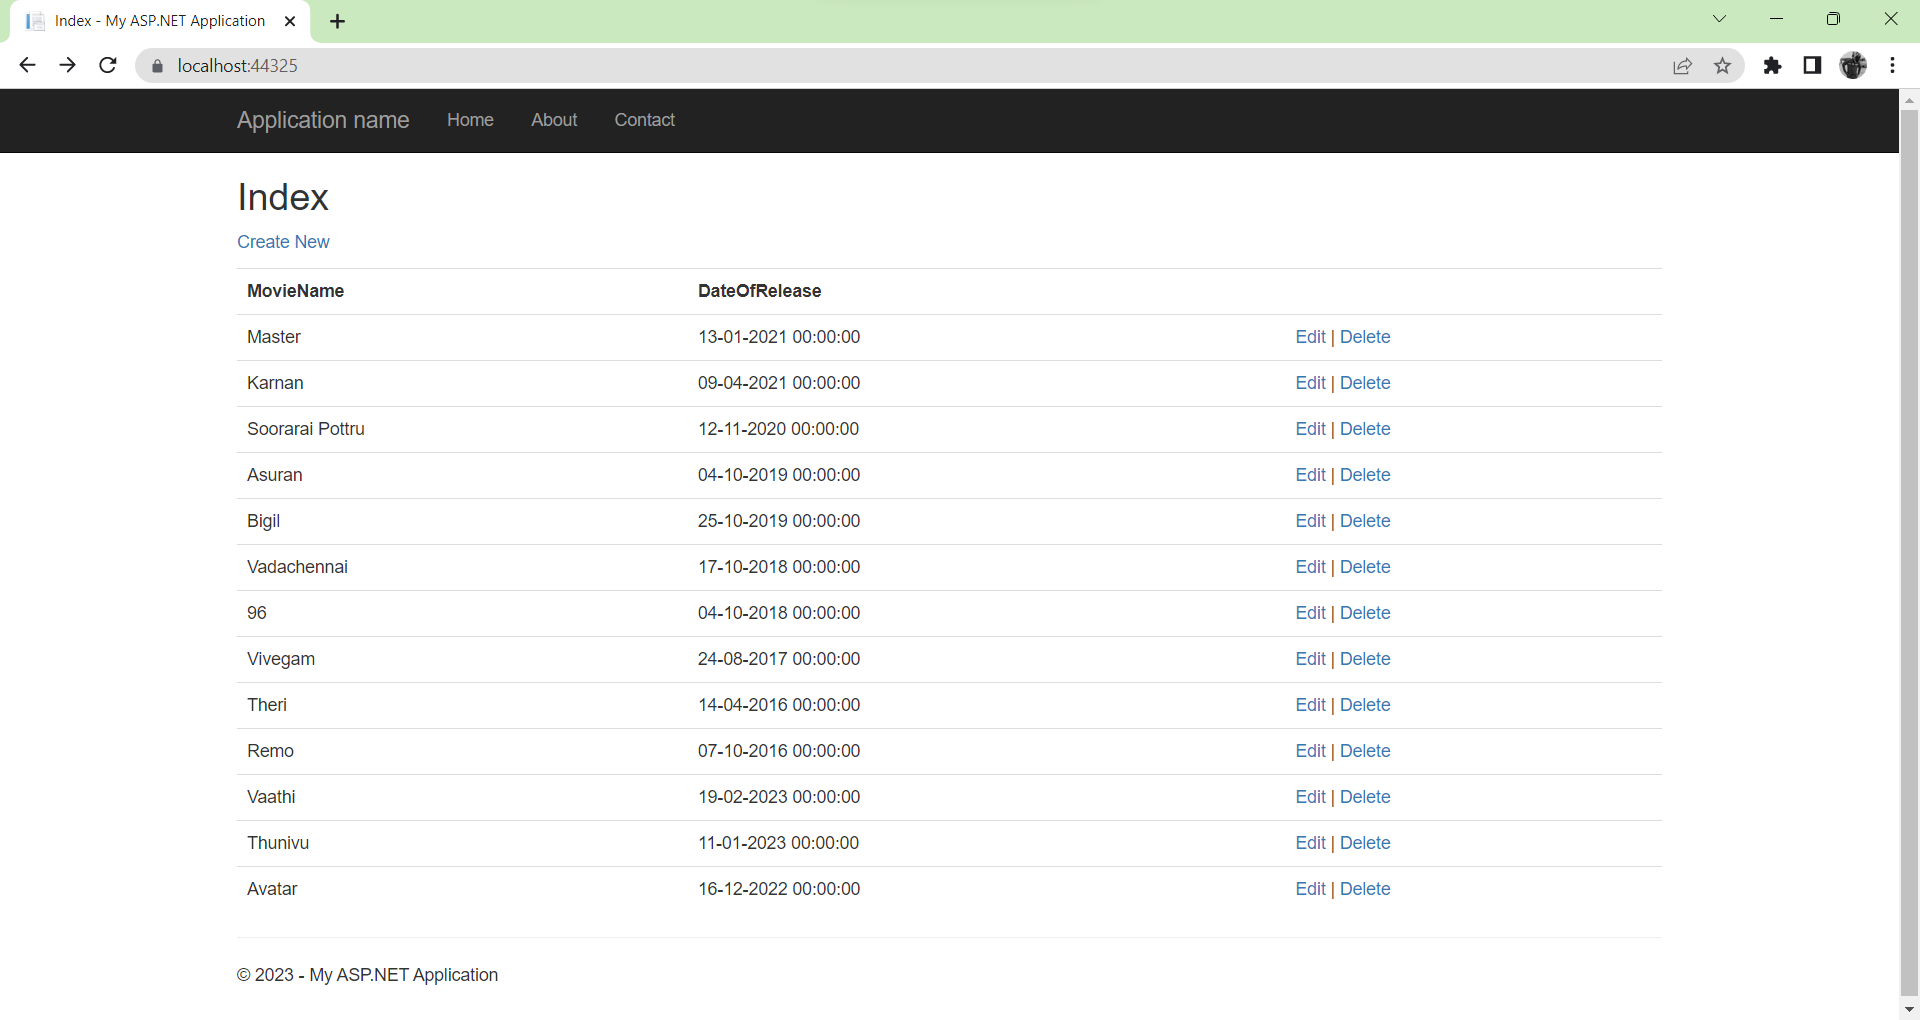 Index - My ASP.NET Application
localhost:44325
Application name Home About Contact
Index
Create New
MovieName DateOfRelease
Master 13-01-2021 00:00:00 Edit | Delete
Karnan 09-04-2021 00:00:00 Edit | Delete
Soorarai Pottru 12-11-2020 00:00:00 Edit | Delete
Asuran 04-10-2019 00:00:00 Edit | Delete
Bigil 25-10-2019 00:00:00 Edit | Delete
Vadachennai 17-10-2018 00:00:00 Edit | Delete
96 04-10-2018 00:00:00 Edit | Delete
Vivegam 24-08-2017 00:00:00 Edit | Delete
Theri 14-04-2016 00:00:00 Edit | Delete
Remo 07-10-2016 00:00:00 Edit | Delete
Vaathi 19-02-2023 00:00:00 Edit | Delete
Thunivu 11-01-2023 00:00:00 Edit | Delete
Avatar 16-12-2022 00:00:00 Edit | Delete
© 2023 - My ASP.NET Application